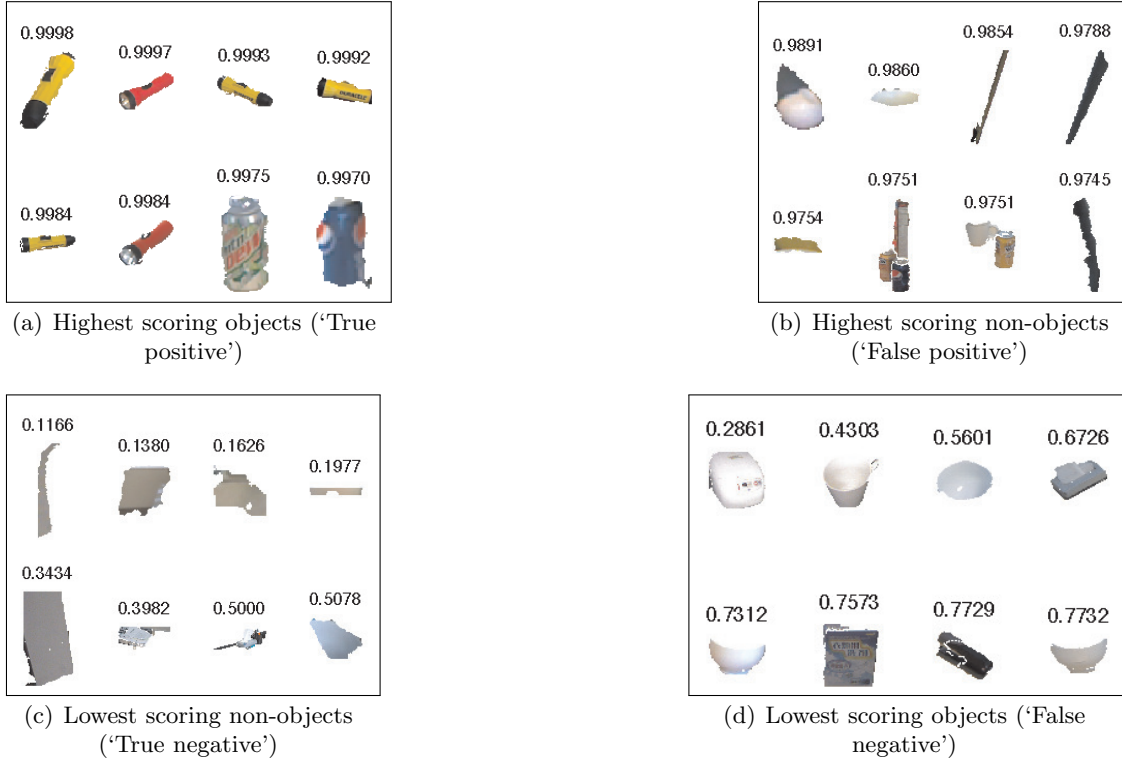 0.9998
0.9997
0.9993
0.9992
DURACELL
0.9984
0.9984
0.9975
0.9970
mtn
Dew
(a) Highest scoring objects (‘True
positive’)
0.9891
0.9860
0.9854
0.9788
0.9754
0.9751
0.9751
0.9745
(b) Highest scoring non-objects
(‘False positive’)
0.1166
0.1380
0.1626
0.1977
0.3434
0.3982
0.5000
0.5078
(c) Lowest scoring non-objects
(‘True negative’)
0.2861
0.4303
0.5601
0.6726
0.7312
0.7573
0.7729
0.7732
(d) Lowest scoring objects (‘False
negative’)